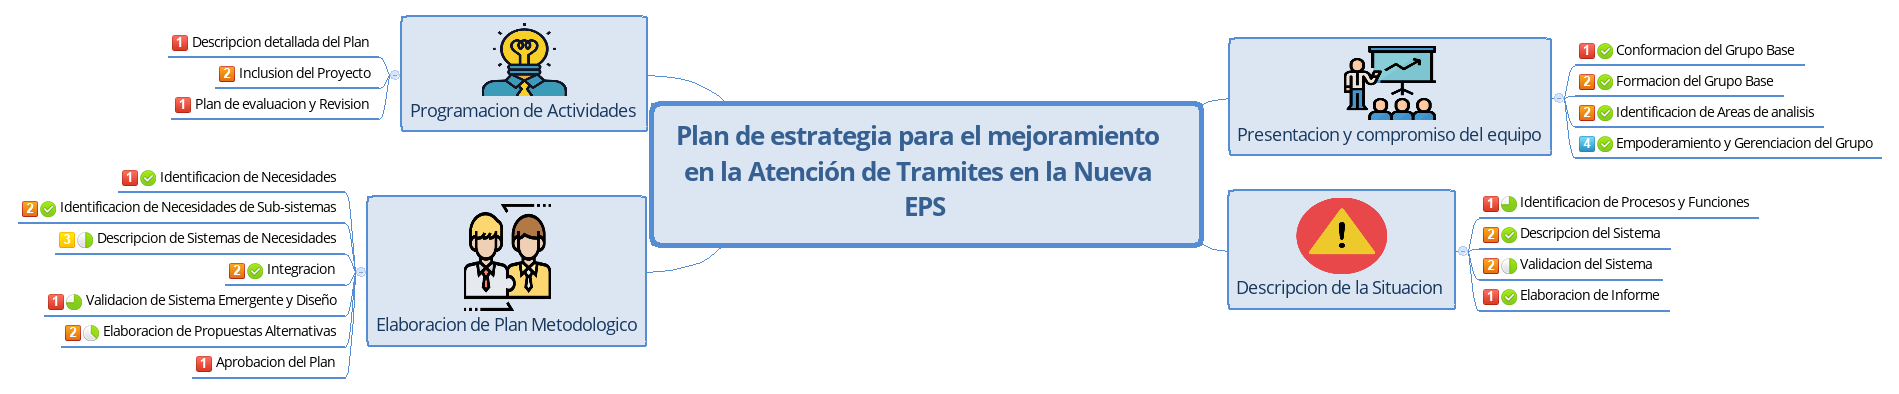 Plan de estrategia para el mejoramiento
en la Atención de Tramites en la Nueva
EPS
Presentacion y compromiso del equipo
1 Conformacion del Grupo Base
2 Formacion del Grupo Base
2 Identificacion de Areas de analisis
4 Empoderamiento y Gerenciacion del Grupo
Descripcion de la Situacion
1 Identificacion de Procesos y Funciones
2 Descripcion del Sistema
2 Validacion del Sistema
1 Elaboracion de Informe
Elaboracion de Plan Metodologico
1 Identificacion de Necesidades
2 Identificacion de Necesidades de Sub-sistemas
3 Descripcion de Sistemas de Necesidades
2 Integracion
1 Validacion de Sistema Emergente y Diseño
2 Elaboracion de Propuestas Alternativas
1 Aprobacion del Plan
Programacion de Actividades
1 Descripcion detallada del Plan
2 Inclusion del Proyecto
1 Plan de evaluacion y Revision